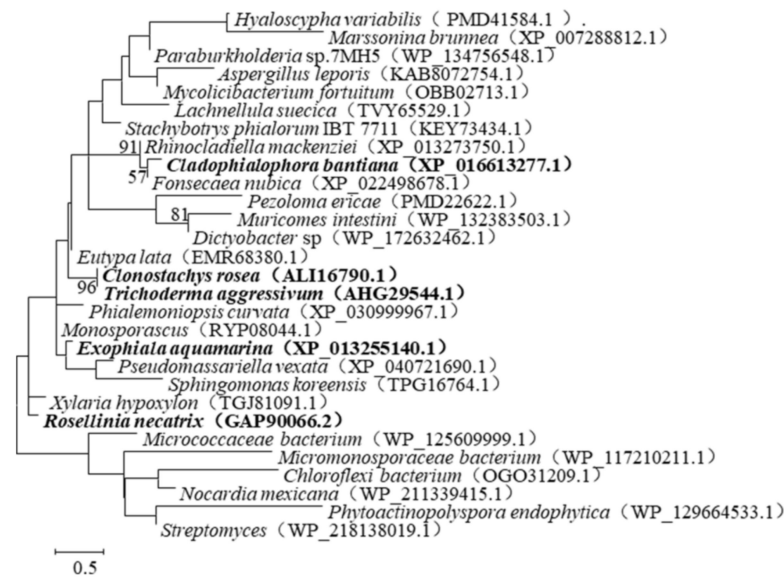 Hyaloscypha variabilis（ PMD41584.1 ）.
Marssonina brunnea（XP_007288812.1）
Paraburkholderia sp.7MH5（WP_134756548.1）
Aspergillus leporis（KAB8072754.1）
Mycolicibacterium fortuitum（OBB02713.1）
Lachnellula suecica（TVY65529.1）
Stachybotrys phialorum IBT 7711（KEY73434.1）
91 Rhinocladiella mackenziei（XP_013273750.1）
Cladophialophora bantiana（XP_016613277.1）
57 Fonsecaea nubica（XP_022498678.1）
Pezoloma ericae（PMD22622.1）
81 Muricomes intestini（WP_132383503.1）
Dictyobacter sp（WP_172632462.1）
Eutypa lata（EMR68380.1）
Clonostachys rosea（ALI16790.1）
96 Trichoderma aggressivum（AHG29544.1）
Phialemoniopsis curvata（XP_030999967.1）
Monosporascus（RYP08044.1）
Exophiala aquamarina（XP_013255140.1）
Pseudomassariella vexata（XP_040721690.1）
Sphingomonas koreensis（TPG16764.1）
Xylaria hypoxylon（TGJ81091.1）
Rosellinia necatrix（GAP90066.2）
Micrococcaceae bacterium（WP_125609999.1）
Micromonosporaceae bacterium（WP_117210211.1）
Chloroflexi bacterium（OGO31209.1）
Nocardia mexicana（WP_211339415.1）
Phytoactinopolyspora endophytica（WP_129664533.1）
Streptomyces（WP_218138019.1）
0.5